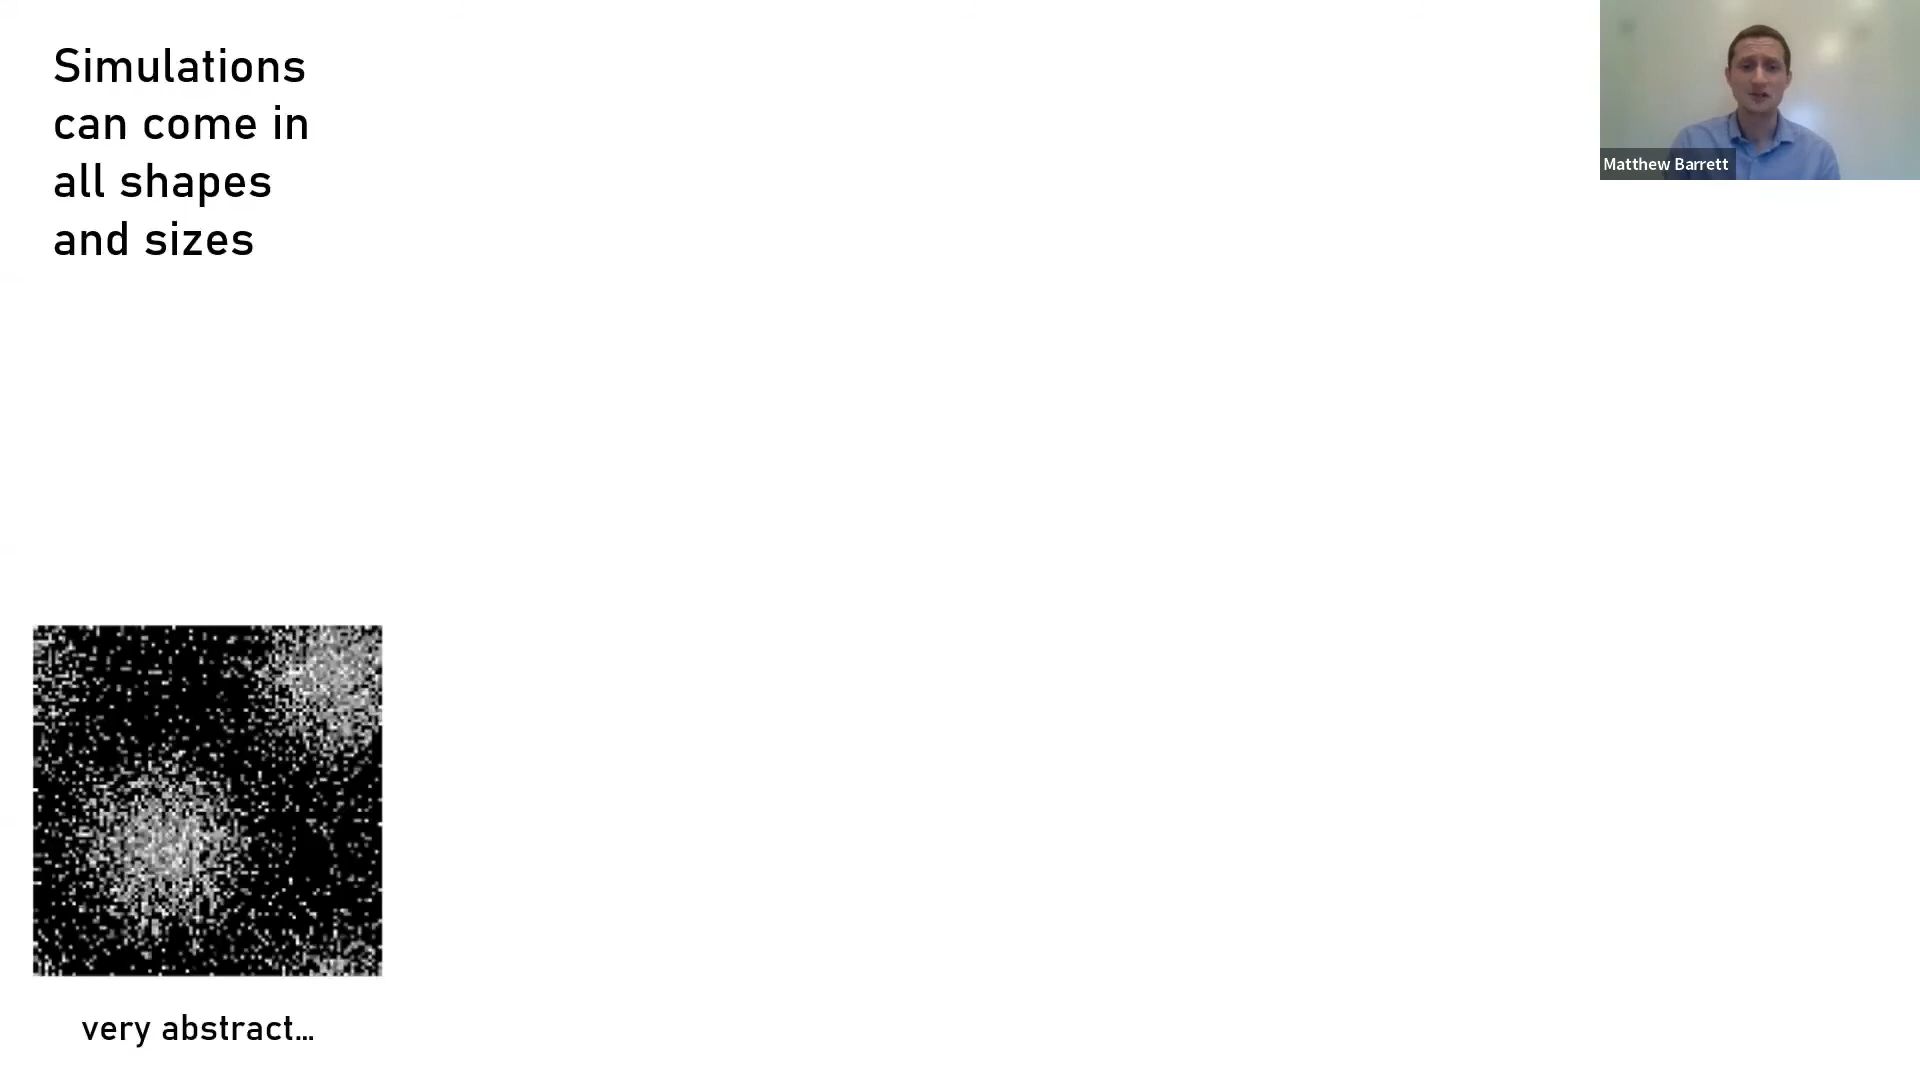 Simulations
can come in
all shapes
and sizes
Matthew Barrett
very abstract…